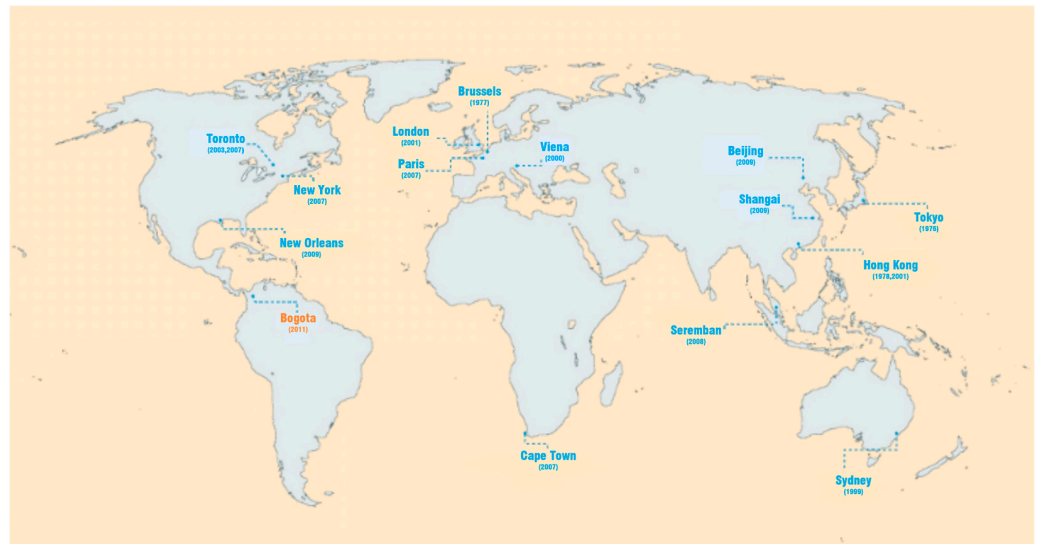 Brussels
(1977)
London
(2001)
Toronto
(2003,2007)
Viena
(2000)
Beijing
(2009)
Paris
(2007)
New York
(2007)
Shangai
(2009)
Tokyo
(1976)
New Orleans
(2009)
Hong Kong
(1978,2001)
Bogota
(2011)
Seremban
(2008)
Cape Town
(2007)
Sydney
(1999)